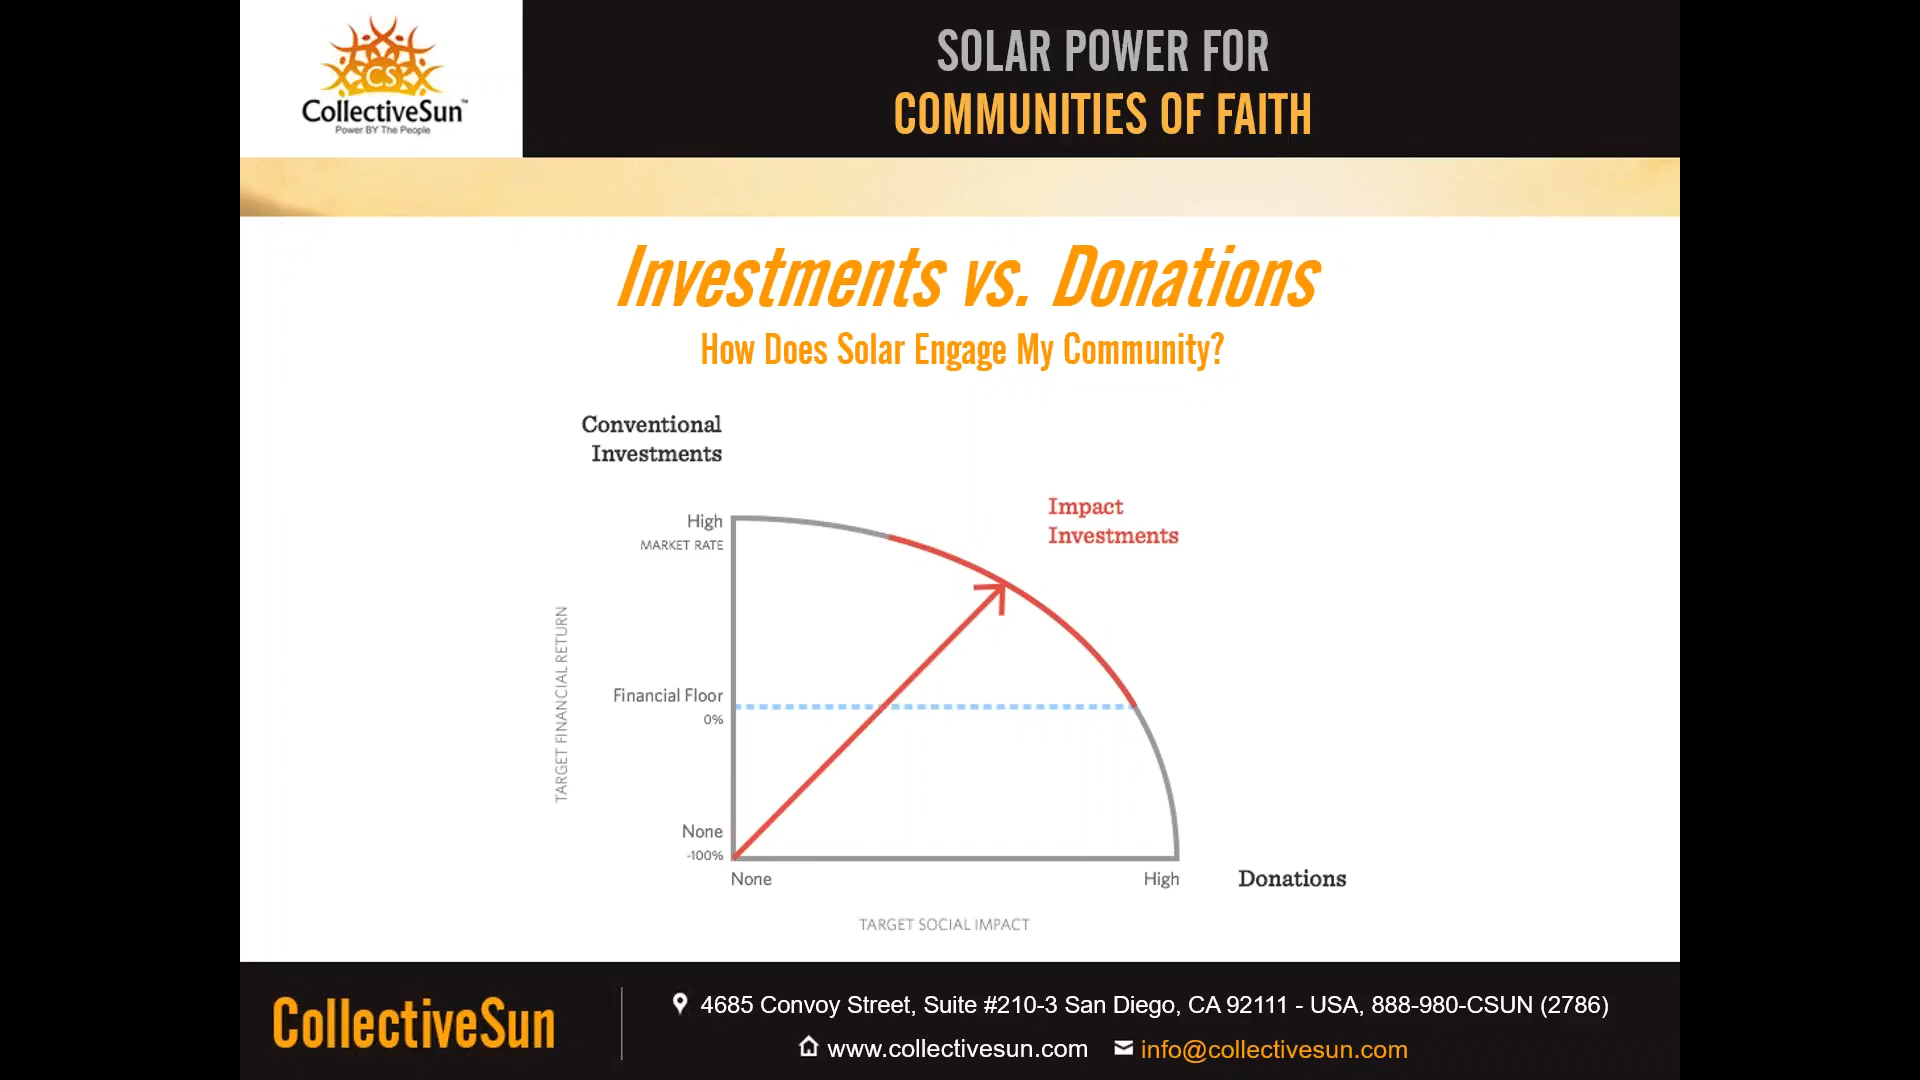 CS
CollectiveSun™
Power BY The People
SOLAR POWER FOR
COMMUNITIES OF FAITH
Investments vs. Donations
How Does Solar Engage My Community?
Conventional
Investments
Impact
Investments
High
MARKET RATE
TARGET FINANCIAL RETURN
Financial Floor
0%
None
-100%
None
High
Donations
TARGET SOCIAL IMPACT
CollectiveSun
4685 Convoy Street, Suite #210-3 San Diego, CA 92111 - USA, 888-980-CSUN (2786)
www.collectivesun.com info@collectivesun.com